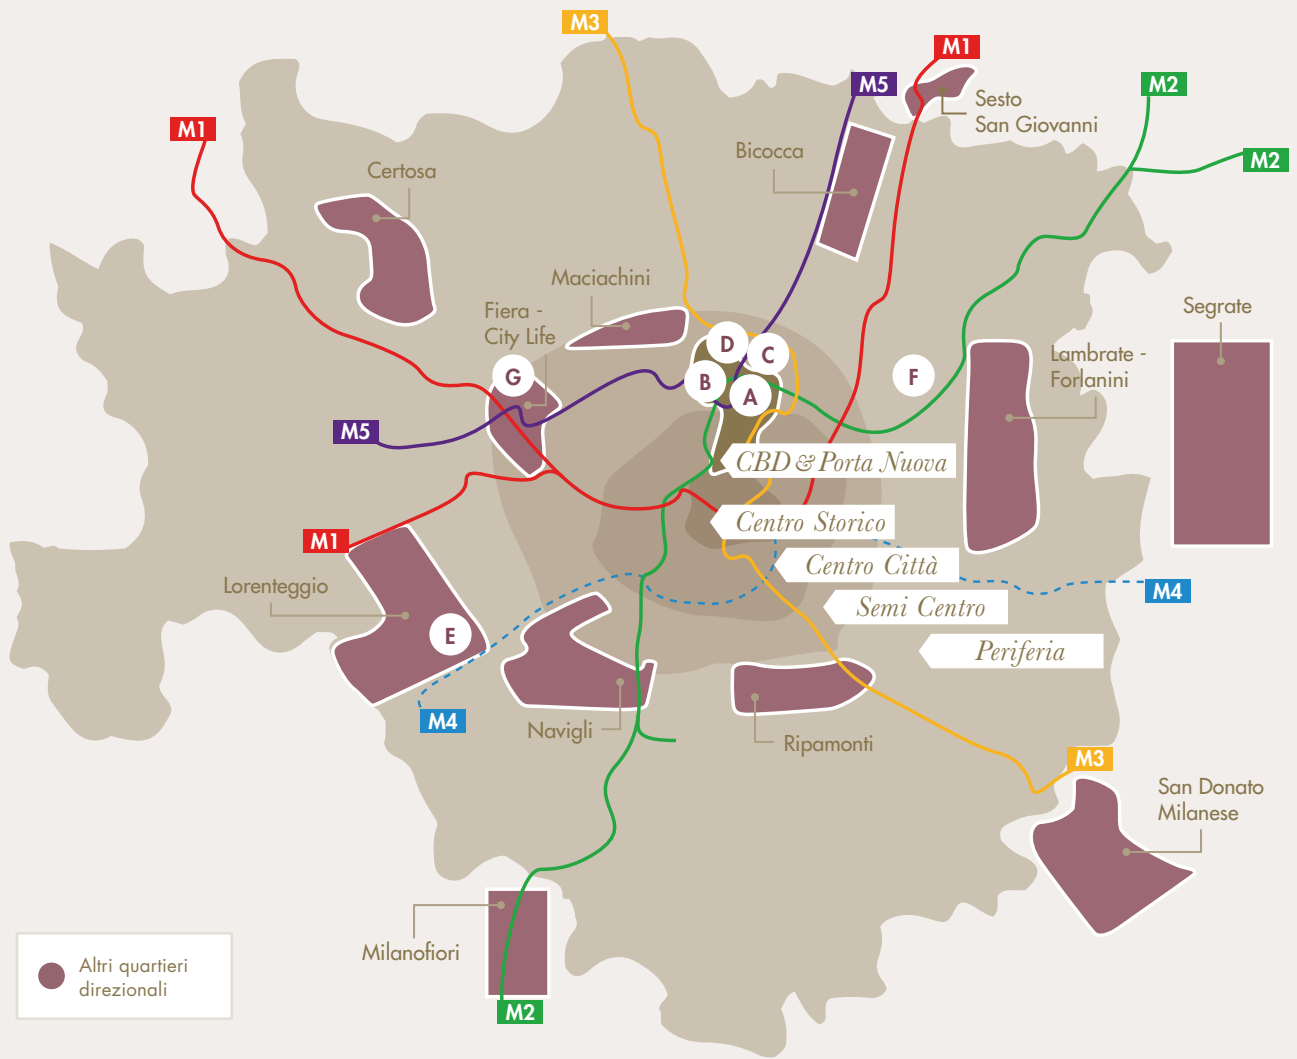 M3
M1
M5
M2
M1
Sesto
San Giovanni
Bicocca
M2
Certosa
Maciachini
Fiera -
City Life
Segrate
D
C
Lambrate -
Forlanini
G
B
A
F
M5
CBD & Porta Nuova
Centro Storico
M1
Centro Città
Lorenteggio
M4
Semi Centro
E
Periferia
M4
Navigli
Ripamonti
M3
San Donato
Milanese
Milanofiori
Altri quartieri
direzionali
M2